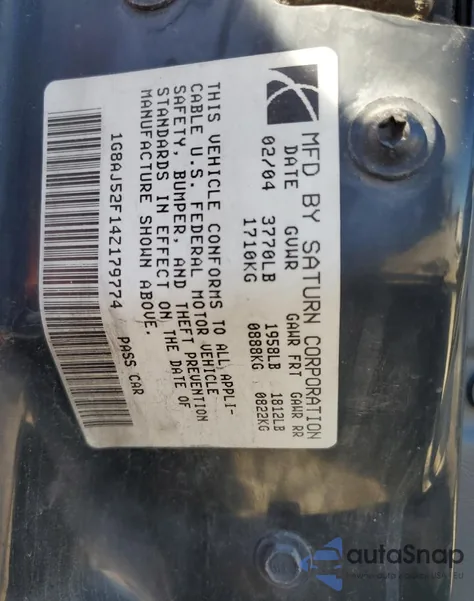 MFD BY SATURN CORPORATION
DATE GVWR GAWR FRT GAWR RR
02/04 3770LB 1958LB 1812LB
1710KG 0888KG 0822KG
THIS VEHICLE CONFORMS TO ALL APPLI-
CABLE U.S. FEDERAL MOTOR VEHICLE
SAFETY, BUMPER, AND THEFT PREVENTION
STANDARDS IN EFFECT ON THE DATE OF
MANUFACTURE SHOWN ABOVE.
1G8AJ52F14Z179774 PASS CAR
autoSnap